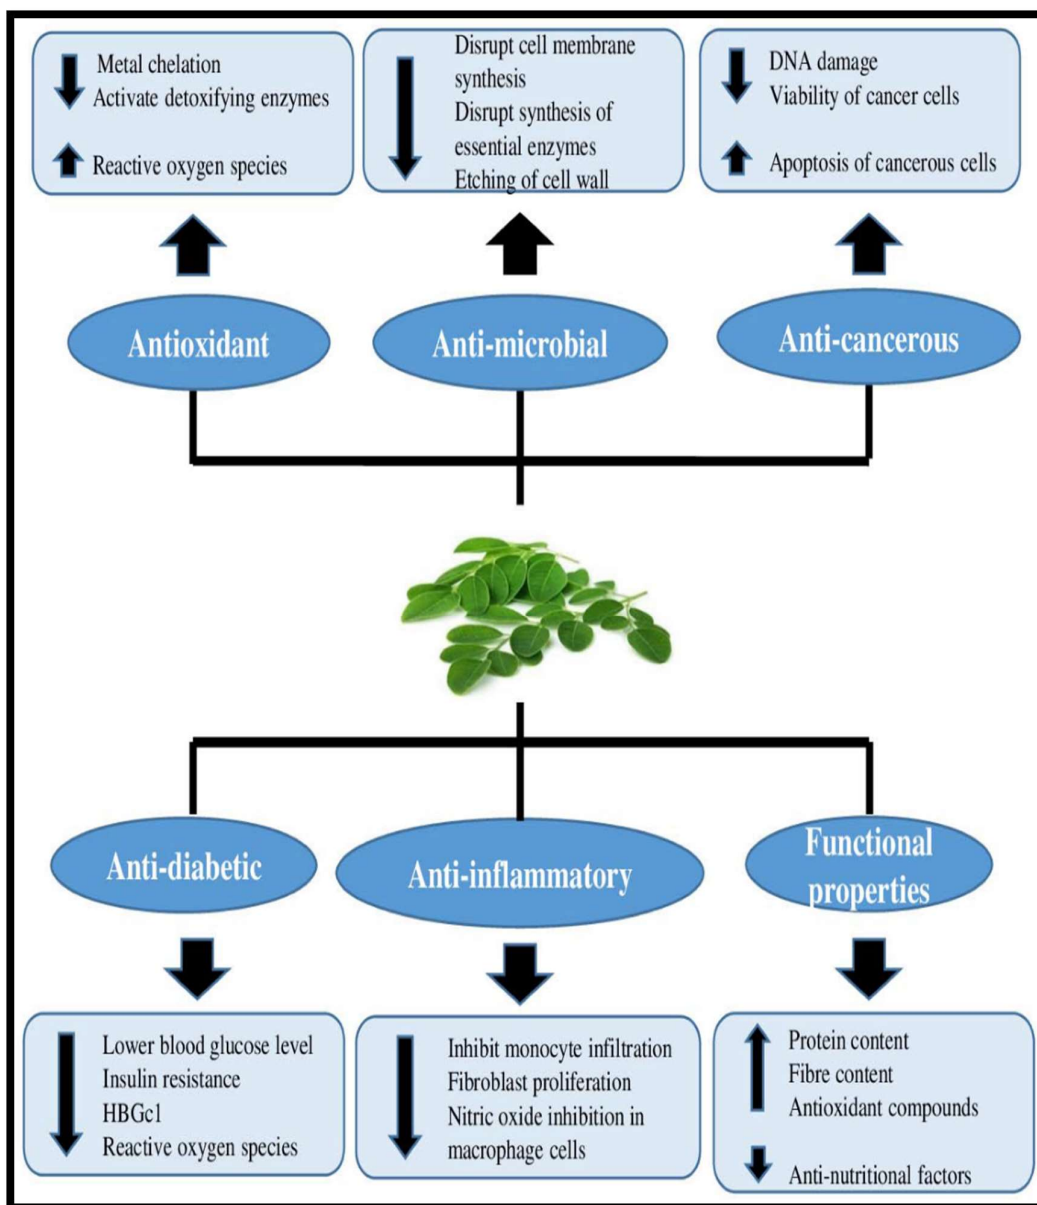 Metal chelation
Activate detoxifying enzymes
Reactive oxygen species
Disrupt cell membrane
synthesis
Disrupt synthesis of
essential enzymes
Etching of cell wall
DNA damage
Viability of cancer cells
Apoptosis of cancerous cells
Antioxidant
Anti-microbial
Anti-cancerous
Anti-diabetic
Anti-inflammatory
Functional
properties
Lower blood glucose level
Insulin resistance
HBGc1
Reactive oxygen species
Inhibit monocyte infiltration
Fibroblast proliferation
Nitric oxide inhibition in
macrophage cells
Protein content
Fibre content
Antioxidant compounds
Anti-nutritional factors